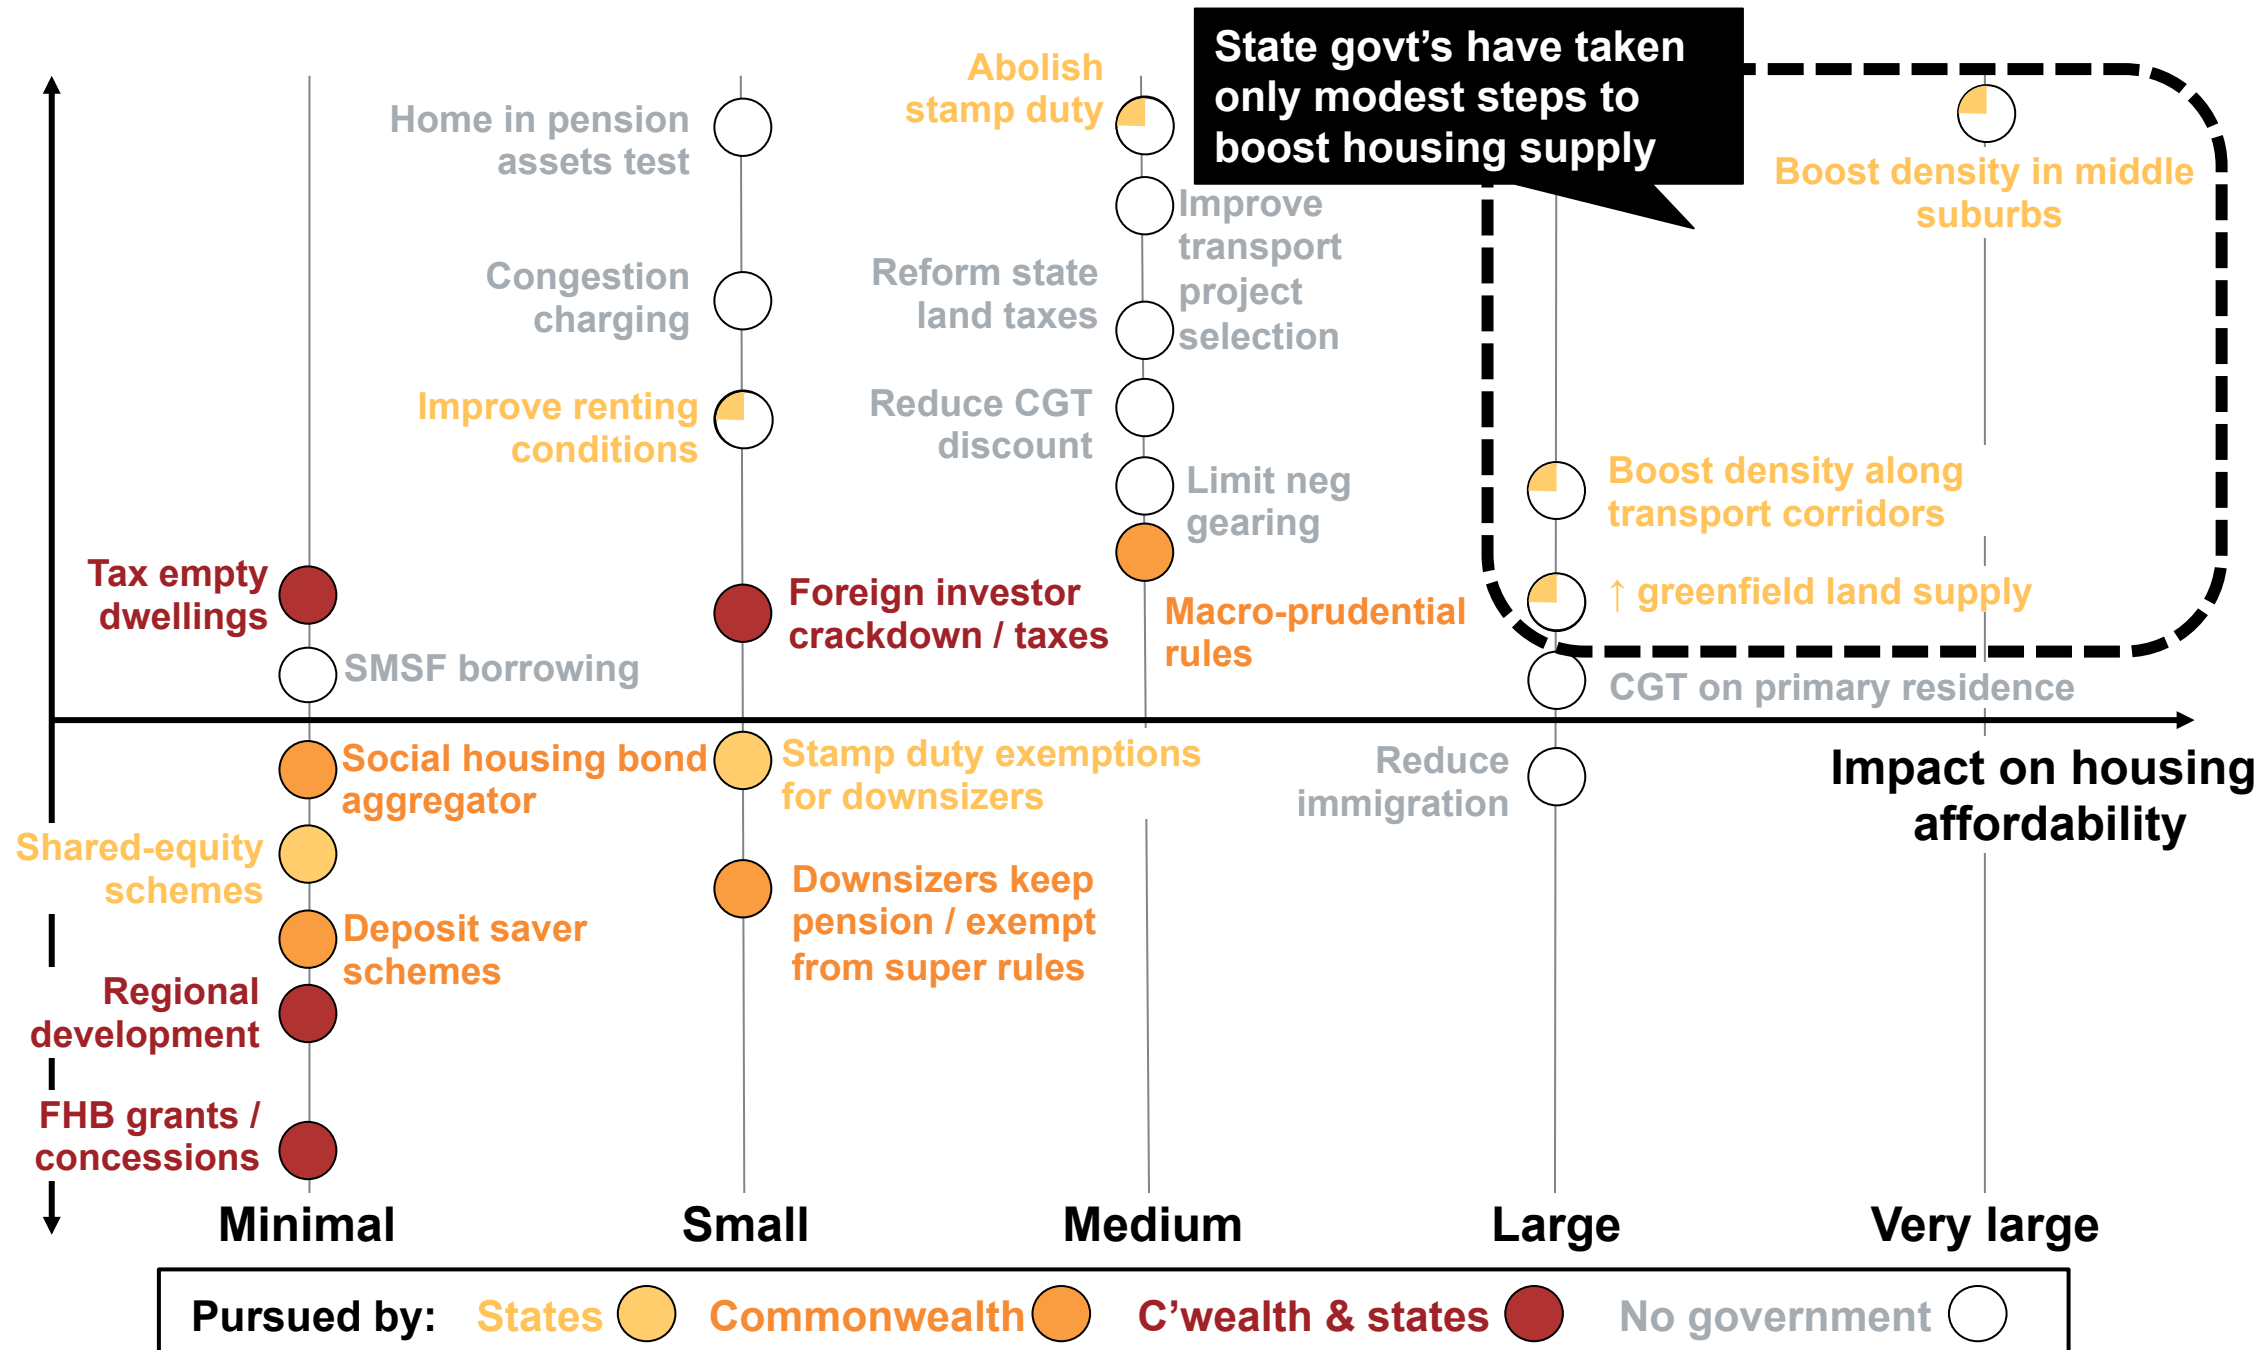 State govt's have taken
only modest steps to
boost housing supply
Abolish
stamp duty
Home in pension
assets test
Boost density in middle
suburbs
Improve
transport
project
selection
Congestion
charging
Reform state
land taxes
Improve renting
conditions
Reduce CGT
discount
Limit neg
gearing
Boost density along
transport corridors
Tax empty
dwellings
Foreign investor
crackdown / taxes
Macro-prudential
rules
↑ greenfield land supply
SMSF borrowing
CGT on primary residence
Social housing bond
aggregator
Stamp duty exemptions
for downsizers
Reduce
immigration
Impact on housing
affordability
Shared-equity
schemes
Deposit saver
schemes
Downsizers keep
pension / exempt
from super rules
Regional
development
FHB grants /
concessions
Minimal Small Medium Large Very large
Pursued by: States Commonwealth C'wealth & states No government